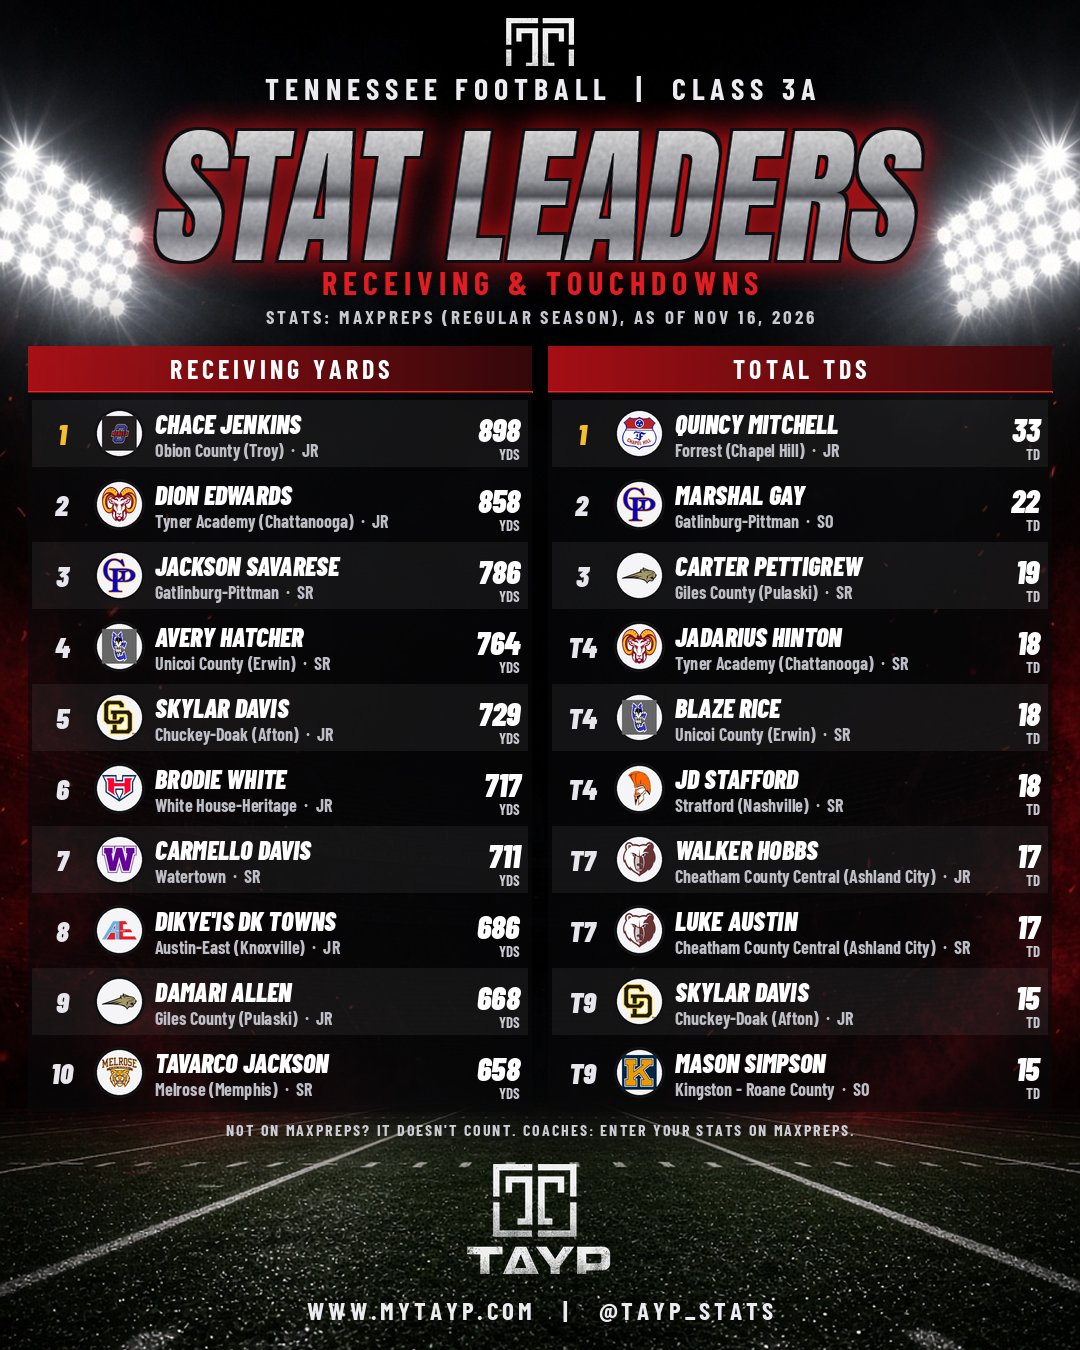 TENNESSEE FOOTBALL | CLASS 3A
STAT LEADERS
RECEIVING & TOUCHDOWNS
STATS: MAXPREPS (REGULAR SEASON), AS OF NOV 16, 2026
RECEIVING YARDS
1 CHACE JENKINS 898
Obion County (Troy) · JR YDS
2 DION EDWARDS 858
Tyner Academy (Chattanooga) · JR YDS
3 JACKSON SAVARESE 786
Gatlinburg-Pittman · SR YDS
4 AVERY HATCHER 764
Unicoi County (Erwin) · SR YDS
5 SKYLAR DAVIS 729
Chuckey-Doak (Afton) · JR YDS
6 BRODIE WHITE 717
White House-Heritage · JR YDS
7 CARMELLO DAVIS 711
Watertown · SR YDS
8 DIKYE'IS DK TOWNS 686
Austin-East (Knoxville) · JR YDS
9 DAMARI ALLEN 668
Giles County (Pulaski) · JR YDS
10 TAVARCO JACKSON 658
MELROSE
Melrose (Memphis) · SR YDS
TOTAL TDS
1 QUINCY MITCHELL 33
CHAPEL HILL
Forrest (Chapel Hill) · JR TD
2 MARSHAL GAY 22
Gatlinburg-Pittman · SO TD
3 CARTER PETTIGREW 19
Giles County (Pulaski) · SR TD
T4 JADARIUS HINTON 18
Tyner Academy (Chattanooga) · SR TD
T4 BLAZE RICE 18
Unicoi County (Erwin) · SR TD
T4 JD STAFFORD 18
Stratford (Nashville) · SR TD
T7 WALKER HOBBS 17
Cheatham County Central (Ashland City) · JR TD
T7 LUKE AUSTIN 17
Cheatham County Central (Ashland City) · SR TD
T9 SKYLAR DAVIS 15
Chuckey-Doak (Afton) · JR TD
T9 MASON SIMPSON 15
Kingston - Roane County · SO TD
NOT ON MAXPREPS? IT DOESN'T COUNT. COACHES: ENTER YOUR STATS ON MAXPREPS.
TAYP
WWW.MYTAYP.COM | @TAYP_STATS